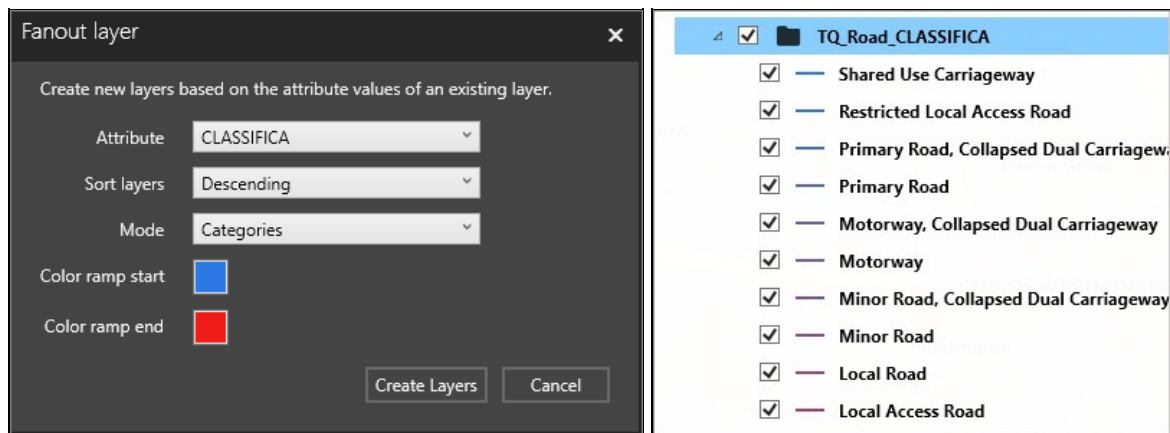 Fanout layer
Create new layers based on the attribute values of an existing layer.
Attribute CLASSIFICA
Sort layers Descending
Mode Categories
Color ramp start
Color ramp end
Create Layers Cancel
TQ_Road_CLASSIFICA
Shared Use Carriageway
Restricted Local Access Road
Primary Road, Collapsed Dual Carriagew
Primary Road
Motorway, Collapsed Dual Carriageway
Motorway
Minor Road, Collapsed Dual Carriageway
Minor Road
Local Road
Local Access Road